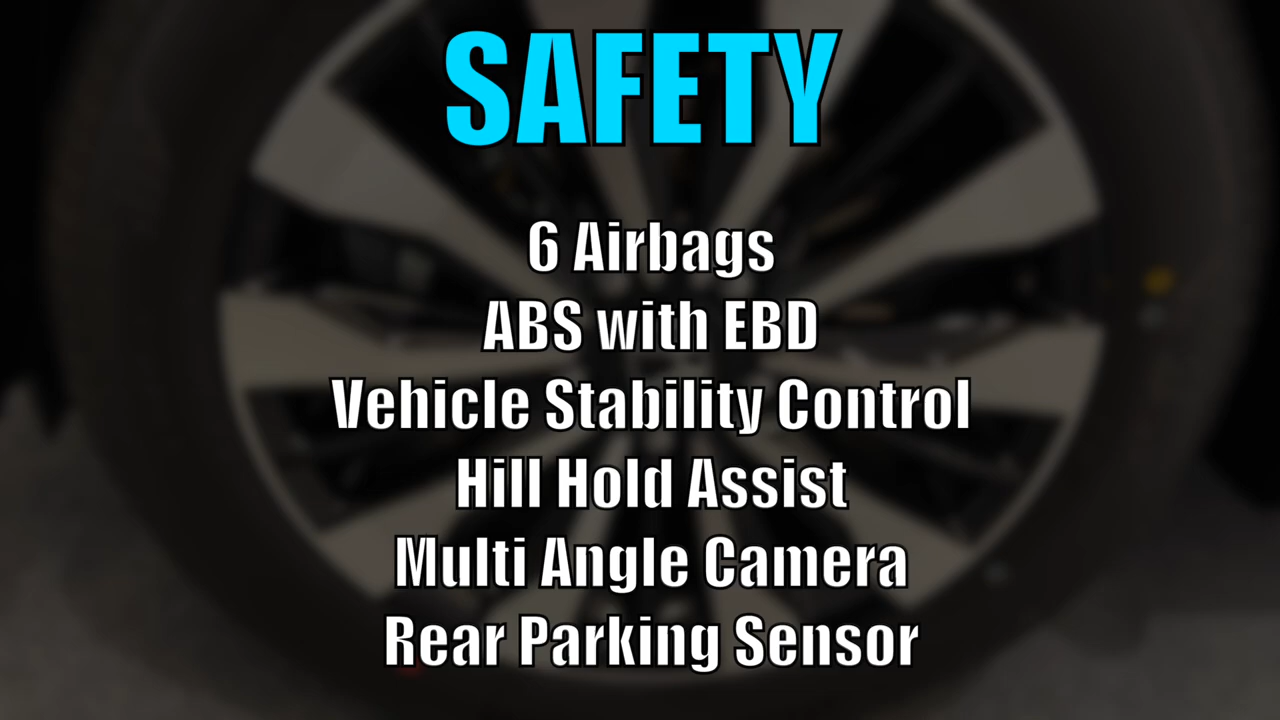 SAFETY
6 Airbags
ABS with EBD
Vehicle Stability Control
Hill Hold Assist
Multi Angle Camera
Rear Parking Sensor